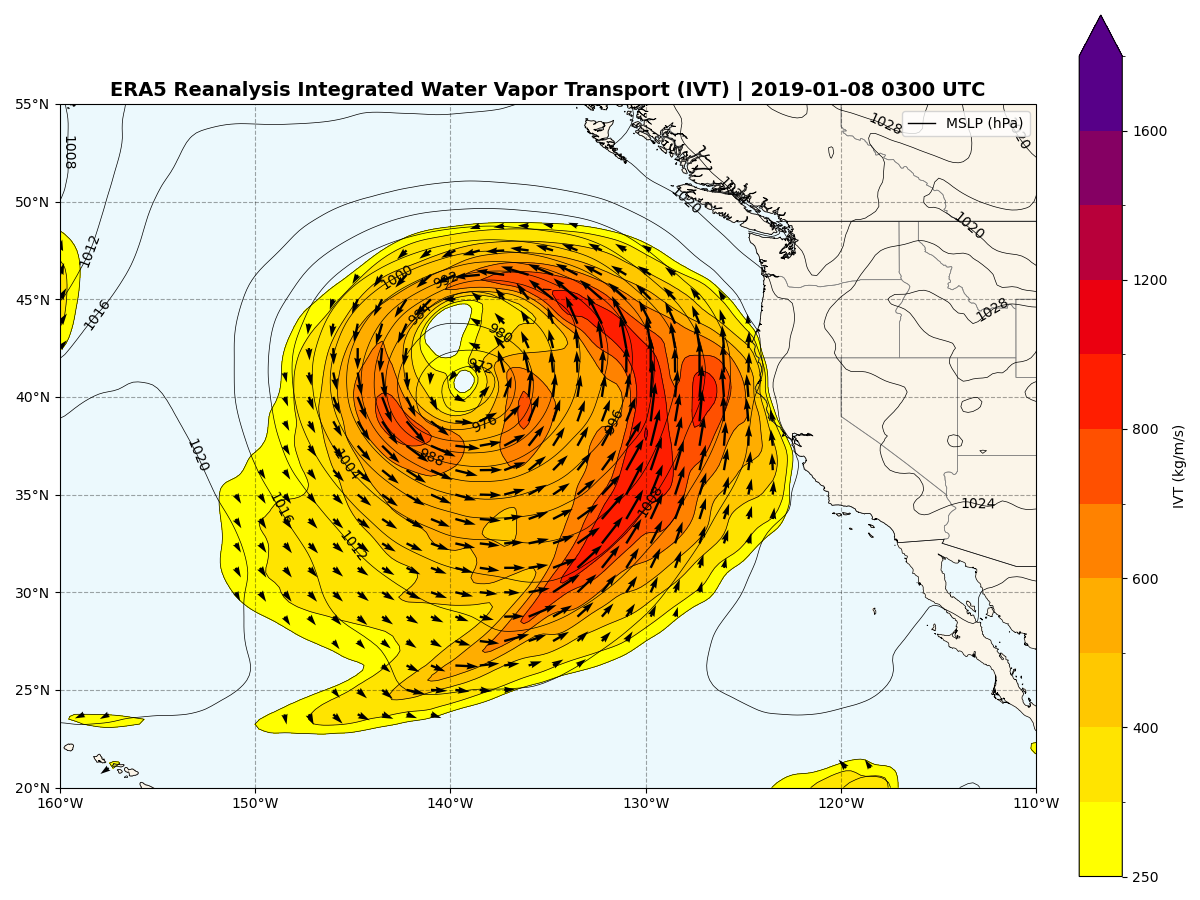 ERA5 Reanalysis Integrated Water Vapor Transport (IVT) | 2019-01-08 0300 UTC
55°N
50°N
45°N
40°N
35°N
30°N
25°N
20°N
160°W
150°W
140°W
130°W
120°W
110°W
MSLP (hPa)
1008
1012
1016
1020
1000
992
984
980
972
976
988
996
1004
1016
1012
1008
1020
1028
1020
1028
1024
1600
1200
800
600
400
250
IVT (kg/m/s)